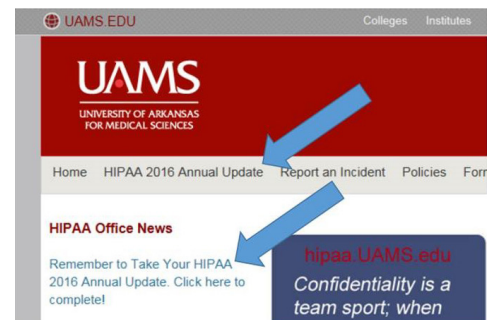 UAMS.EDU
Colleges Institutes
UAMS
UNIVERSITY OF ARKANSAS
FOR MEDICAL SCIENCES
Home HIPAA 2016 Annual Update Report an Incident Policies Forr
HIPAA Office News
Remember to Take Your HIPAA
2016 Annual Update. Click here to
complete!
hipaa.UAMS.edu
Confidentiality is a
team sport; when